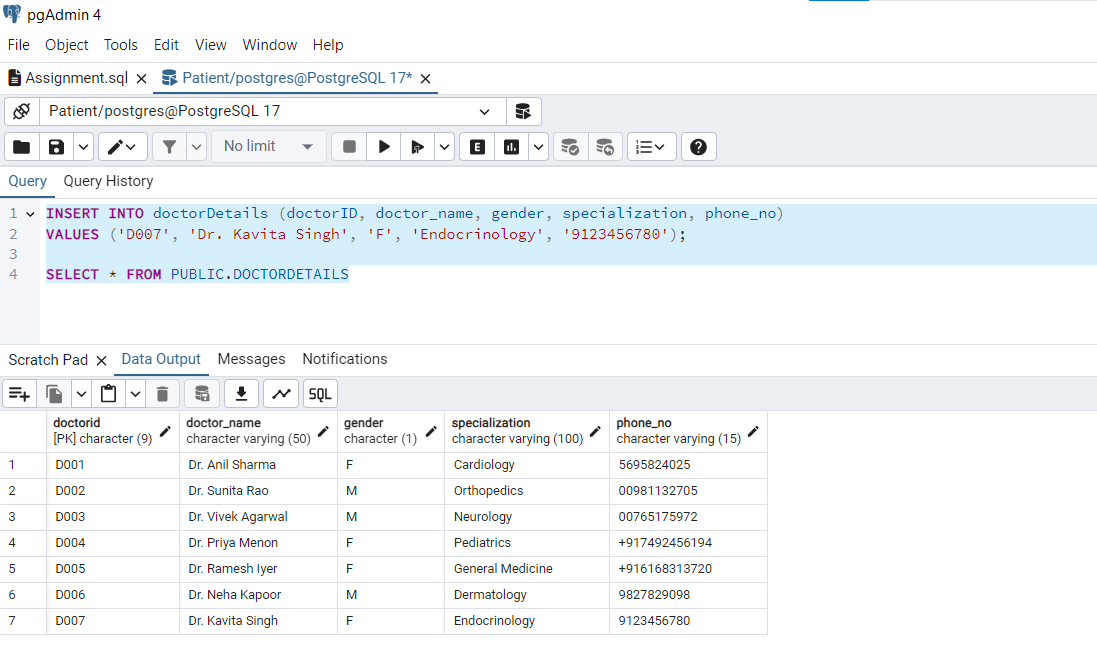 pgAdmin 4
File Object Tools Edit View Window Help
Assignment.sql Patient/postgres@PostgreSQL 17*
Patient/postgres@PostgreSQL 17
No limit E
Query Query History
1 INSERT INTO doctorDetails (doctorID, doctor_name, gender, specialization, phone_no)
2 VALUES ('D007', 'Dr. Kavita Singh', 'F', 'Endocrinology', '9123456780');
3
4 SELECT * FROM PUBLIC.DOCTORDETAILS
Scratch Pad Data Output Messages Notifications
SQL
doctorid doctor_name gender specialization phone_no
[PK] character (9) character varying (50) character (1) character varying (100) character varying (15)
1 D001 Dr. Anil Sharma F Cardiology 5695824025
2 D002 Dr. Sunita Rao M Orthopedics 00981132705
3 D003 Dr. Vivek Agarwal M Neurology 00765175972
4 D004 Dr. Priya Menon F Pediatrics +917492456194
5 D005 Dr. Ramesh Iyer F General Medicine +916168313720
6 D006 Dr. Neha Kapoor M Dermatology 9827829098
7 D007 Dr. Kavita Singh F Endocrinology 9123456780